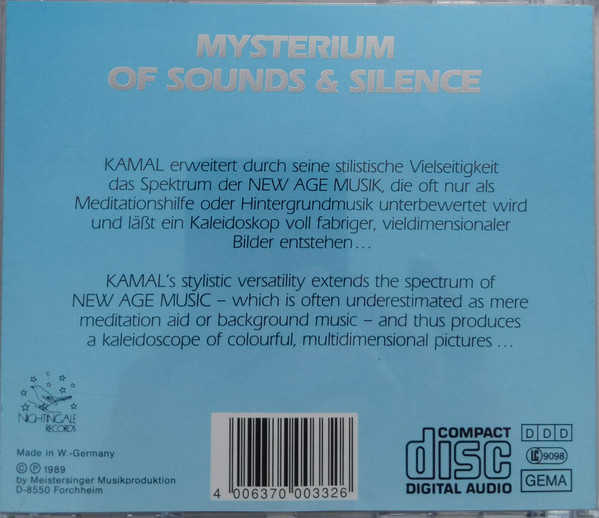 MYSTERIUM
OF SOUNDS & SILENCE
KAMAL erweitert durch seine stilistische Vielseitigkeit
das Spektrum der NEW AGE MUSIK, die oft nur als
Meditationshilfe oder Hintergrundmusik unterbewertet wird
und läßt ein Kaleidoskop voll fabriger, vieldimensionaler
Bilder entstehen...
KAMAL's stylistic versatility extends the spectrum of
NEW AGE MUSIC – which is often underestimated as mere
meditation aid or background music – and thus produces
a kaleidoscope of colourful, multidimensional pictures ...
NIGHTINGALE
RECORDS
Made in W.-Germany
© ℗ 1989
by Meistersinger Musikproduktion
D-8550 Forchheim
4 006370 003326
COMPACT
disc
DIGITAL AUDIO
D D D
LC 9098
GEMA